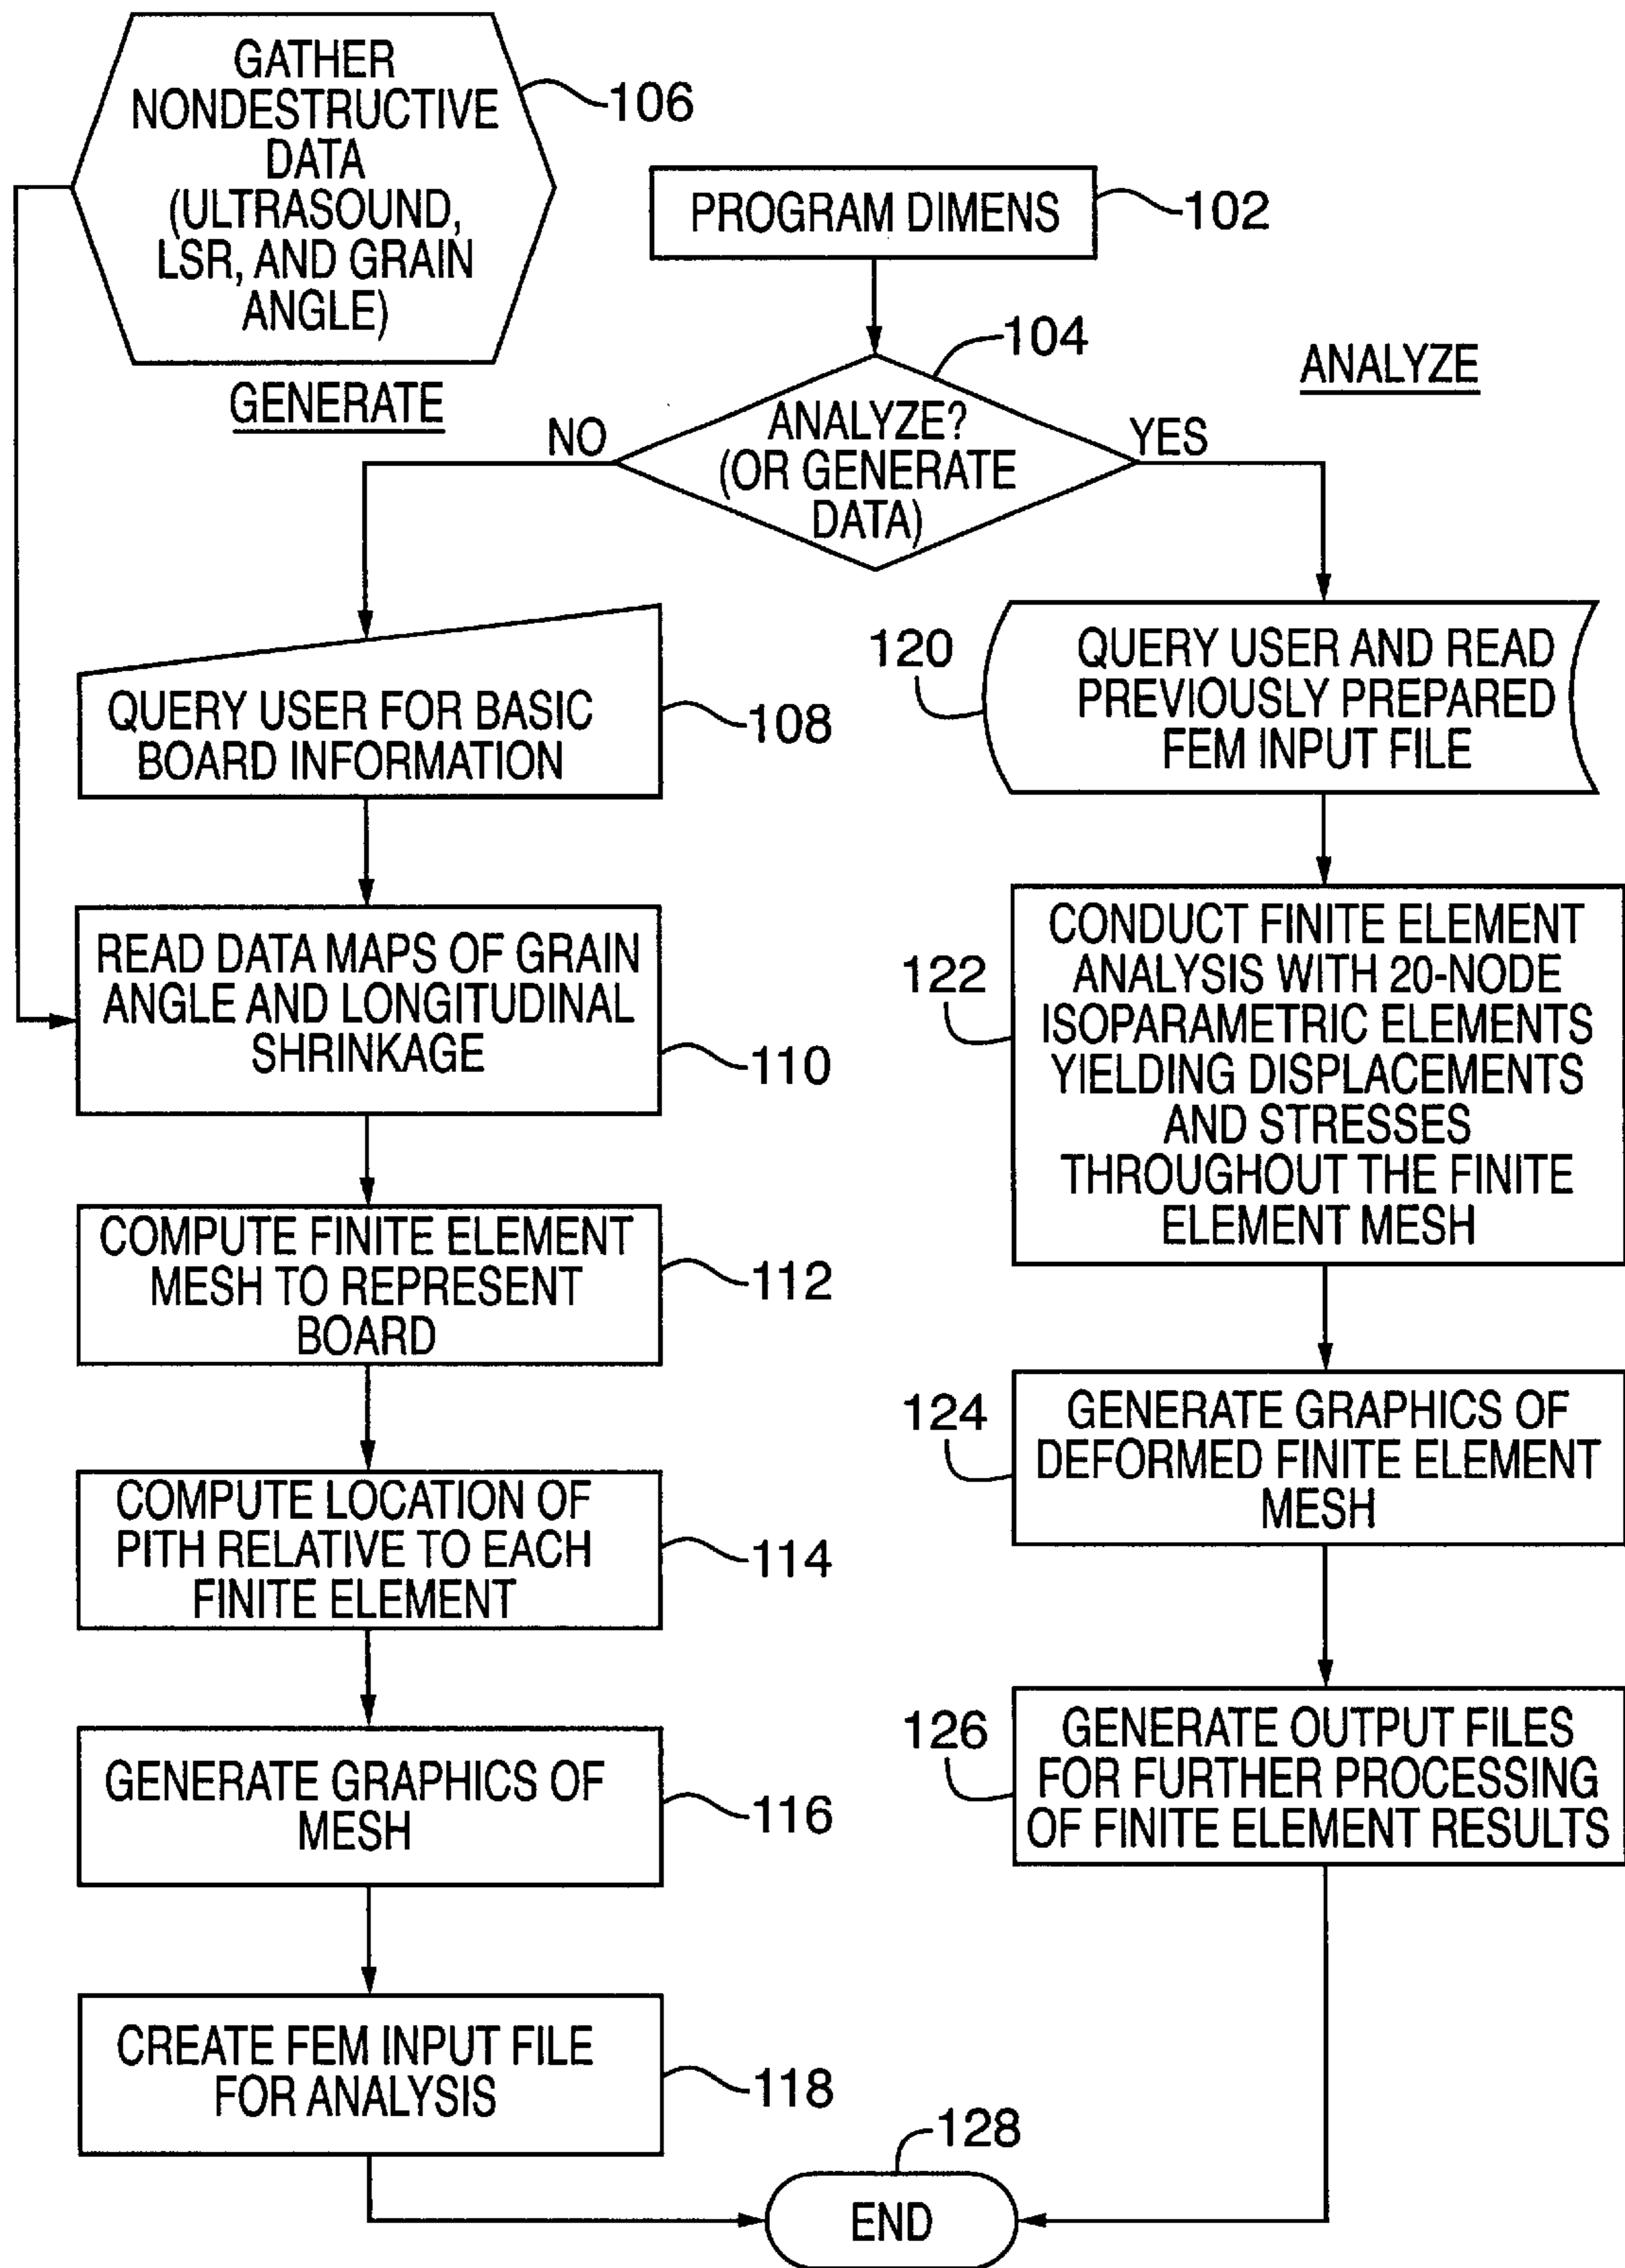 GATHER
NONDESTRUCTIVE
DATA
(ULTRASOUND,
LSR, AND GRAIN
ANGLE)
106
PROGRAM DIMENS
102
104
GENERATE
ANALYZE
NO
ANALYZE?
(OR GENERATE
DATA)
YES
QUERY USER FOR BASIC
BOARD INFORMATION
108
120
QUERY USER AND READ
PREVIOUSLY PREPARED
FEM INPUT FILE
READ DATA MAPS OF GRAIN
ANGLE AND LONGITUDINAL
SHRINKAGE
110
122
CONDUCT FINITE ELEMENT
ANALYSIS WITH 20-NODE
ISOPARAMETRIC ELEMENTS
YIELDING DISPLACEMENTS
AND STRESSES
THROUGHOUT THE FINITE
ELEMENT MESH
COMPUTE FINITE ELEMENT
MESH TO REPRESENT
BOARD
112
124
GENERATE GRAPHICS OF
DEFORMED FINITE ELEMENT
MESH
COMPUTE LOCATION OF
PITH RELATIVE TO EACH
FINITE ELEMENT
114
126
GENERATE OUTPUT FILES
FOR FURTHER PROCESSING
OF FINITE ELEMENT RESULTS
GENERATE GRAPHICS OF
MESH
116
CREATE FEM INPUT FILE
FOR ANALYSIS
118
128
END